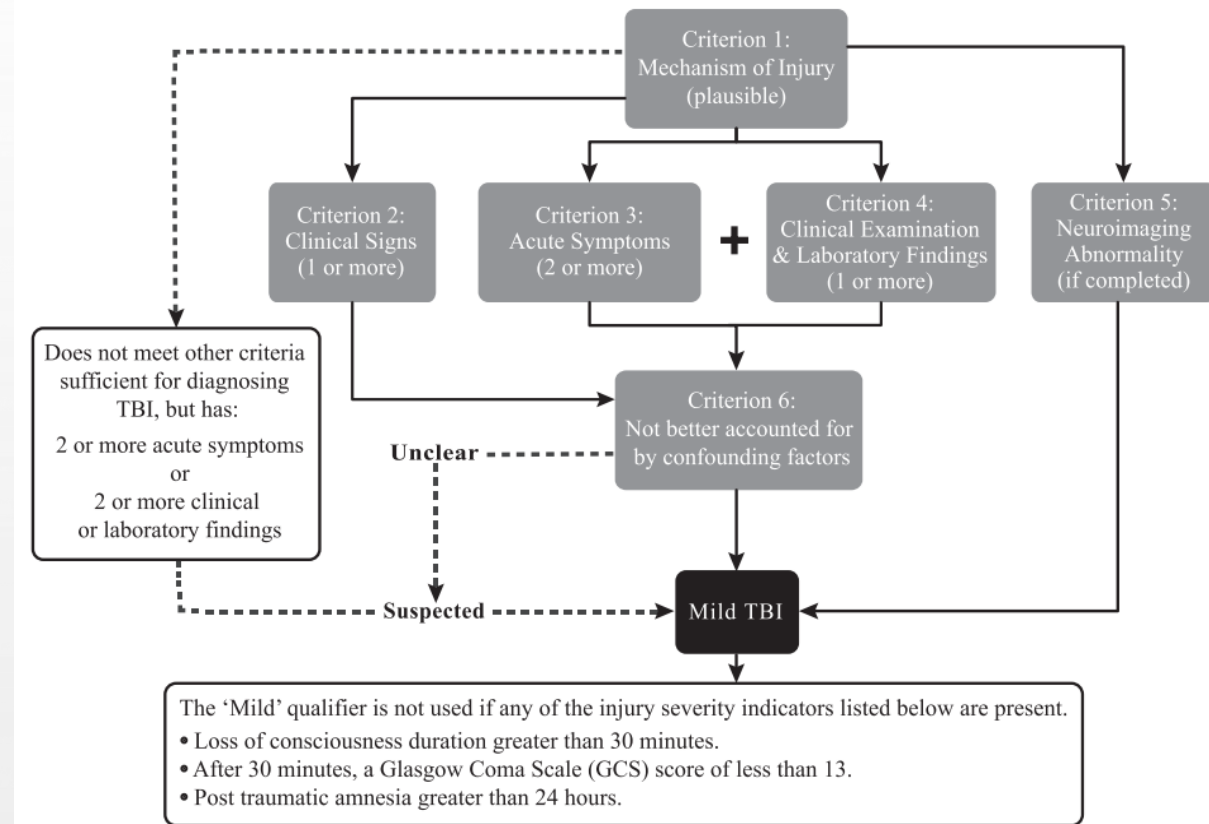 Criterion 1:
Mechanism of Injury
(plausible)
Criterion 2:
Clinical Signs
(1 or more)
Criterion 3:
Acute Symptoms
(2 or more)
+
Criterion 4:
Clinical Examination
& Laboratory Findings
(1 or more)
Criterion 5:
Neuroimaging
Abnormality
(if completed)
Does not meet other criteria
sufficient for diagnosing
TBI, but has:
2 or more acute symptoms
or
2 or more clinical
or laboratory findings
Criterion 6:
Not better accounted for
by confounding factors
Unclear
Suspected
Mild TBI
The ‘Mild’ qualifier is not used if any of the injury severity indicators listed below are present.
• Loss of consciousness duration greater than 30 minutes.
• After 30 minutes, a Glasgow Coma Scale (GCS) score of less than 13.
• Post traumatic amnesia greater than 24 hours.